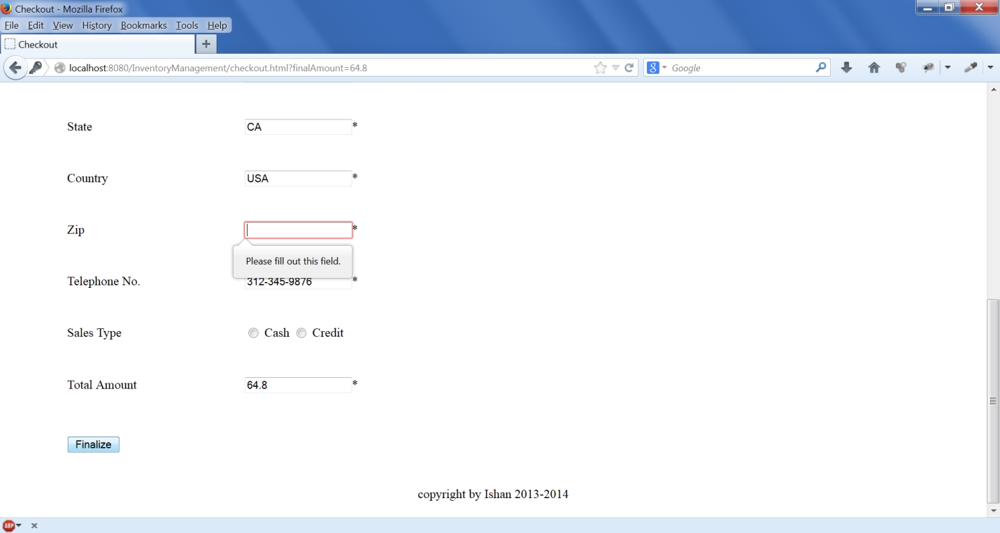 Checkout - Mozilla Firefox
File Edit View History Bookmarks Tools Help
Checkout +
localhost:8080/InventoryManagement/checkout.html?finalAmount=64.8 8 Google
State CA *
Country USA *
Zip *
Please fill out this field.
Telephone No. 312-345-9876 *
Sales Type Cash Credit
Total Amount 64.8 *
Finalize
copyright by Ishan 2013-2014
ABP